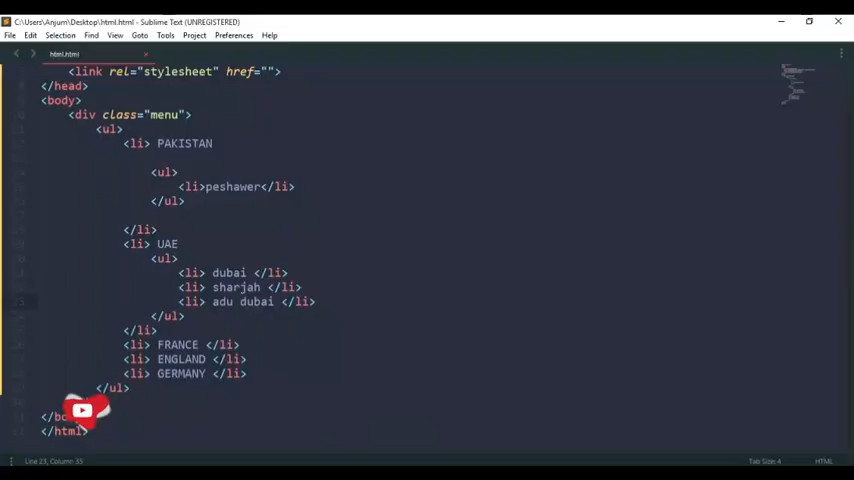 C:\Users\Anjum\Desktop\html.html - Sublime Text (UNREGISTERED)
File Edit Selection Find View Goto Tools Project Preferences Help
html.html
<link rel="stylesheet" href="">
</head>
<body>
<div class="menu">
<ul>
<li> PAKISTAN
<ul>
<li>peshawer</li>
</ul>
</li>
<li> UAE
<ul>
<li> dubai </li>
<li> sharjah </li>
<li> adu dubai </li>
</ul>
</li>
<li> FRANCE </li>
<li> ENGLAND </li>
<li> GERMANY </li>
</ul>
</html>
Line 23, Column 35 Tab Size: 4 HTML